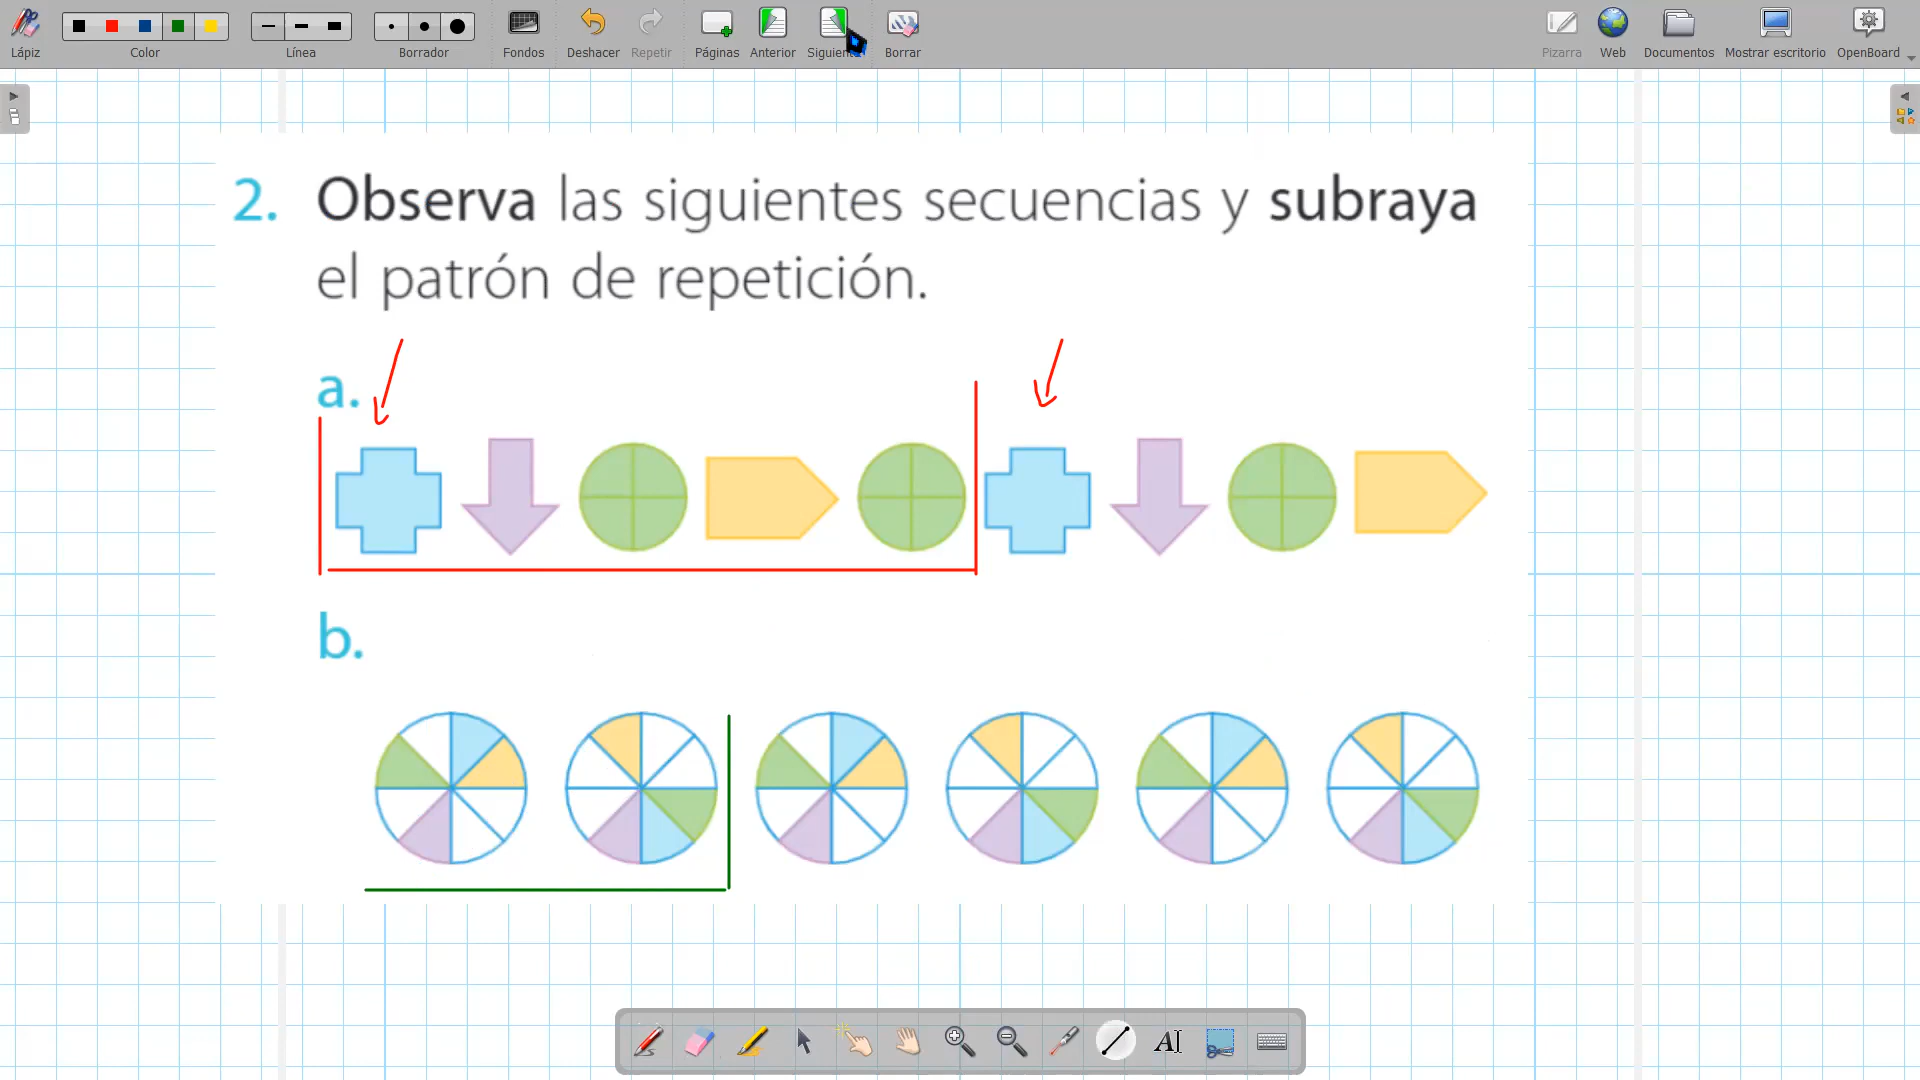 Lápiz
Color
Línea
Borrador
Fondos
Deshacer
Repetir
Páginas
Anterior
Borrar
Pizarra
Web
Documentos
Mostrar escritorio
OpenBoard
2. Observa las siguientes secuencias y subraya
el patrón de repetición.
a.
b.